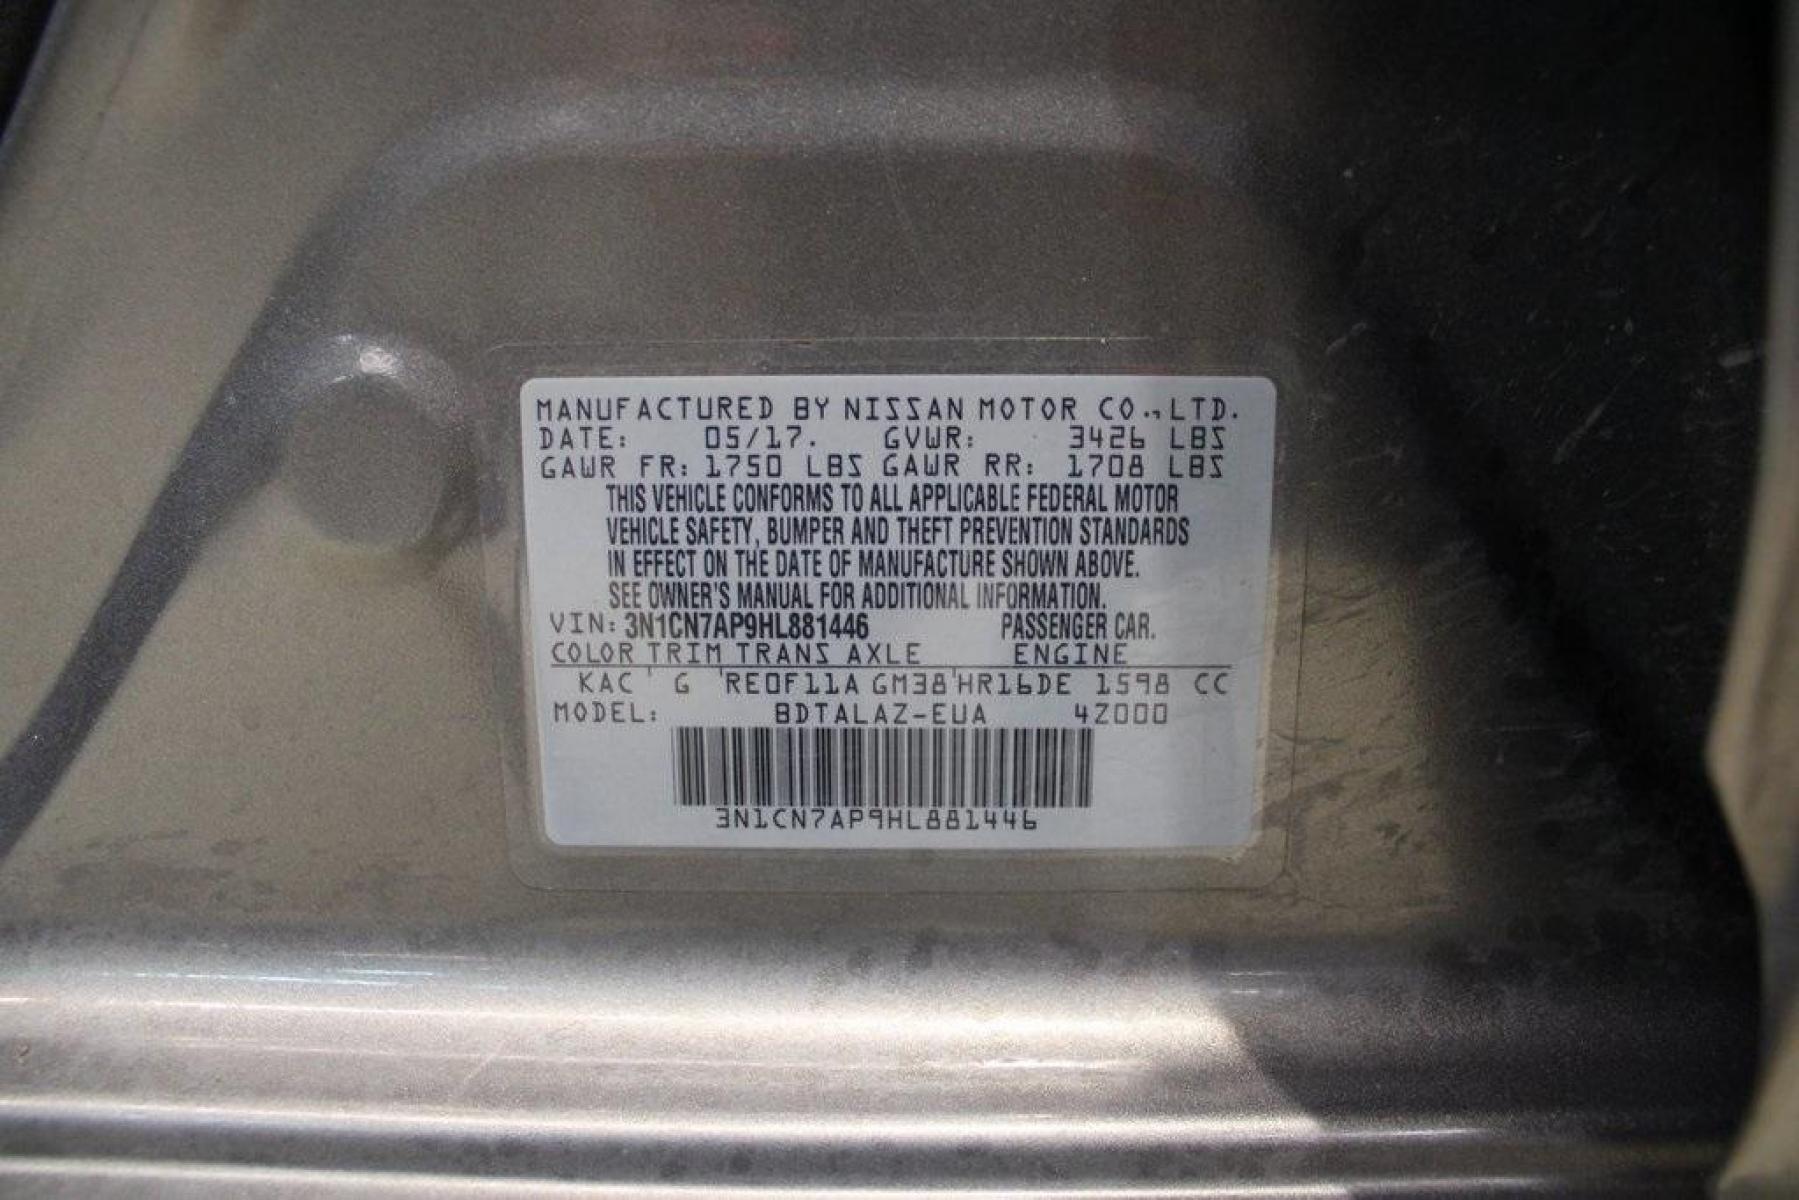 MANUFACTURED BY NISSAN MOTOR CO.,LTD.
DATE: 05/17. GVWR: 3426 LBS
GAWR FR: 1750 LBS GAWR RR: 1708 LBS
THIS VEHICLE CONFORMS TO ALL APPLICABLE FEDERAL MOTOR
VEHICLE SAFETY, BUMPER AND THEFT PREVENTION STANDARDS
IN EFFECT ON THE DATE OF MANUFACTURE SHOWN ABOVE.
SEE OWNER'S MANUAL FOR ADDITIONAL INFORMATION.
VIN: 3N1CN7AP9HL881446 PASSENGER CAR.
COLOR TRIM TRANS AXLE ENGINE
KAC ' G 'RE0F11A GM38'HR16DE 1598 CC
MODEL: BDTALAZ-EUA 4Z000
3N1CN7AP9HL881446